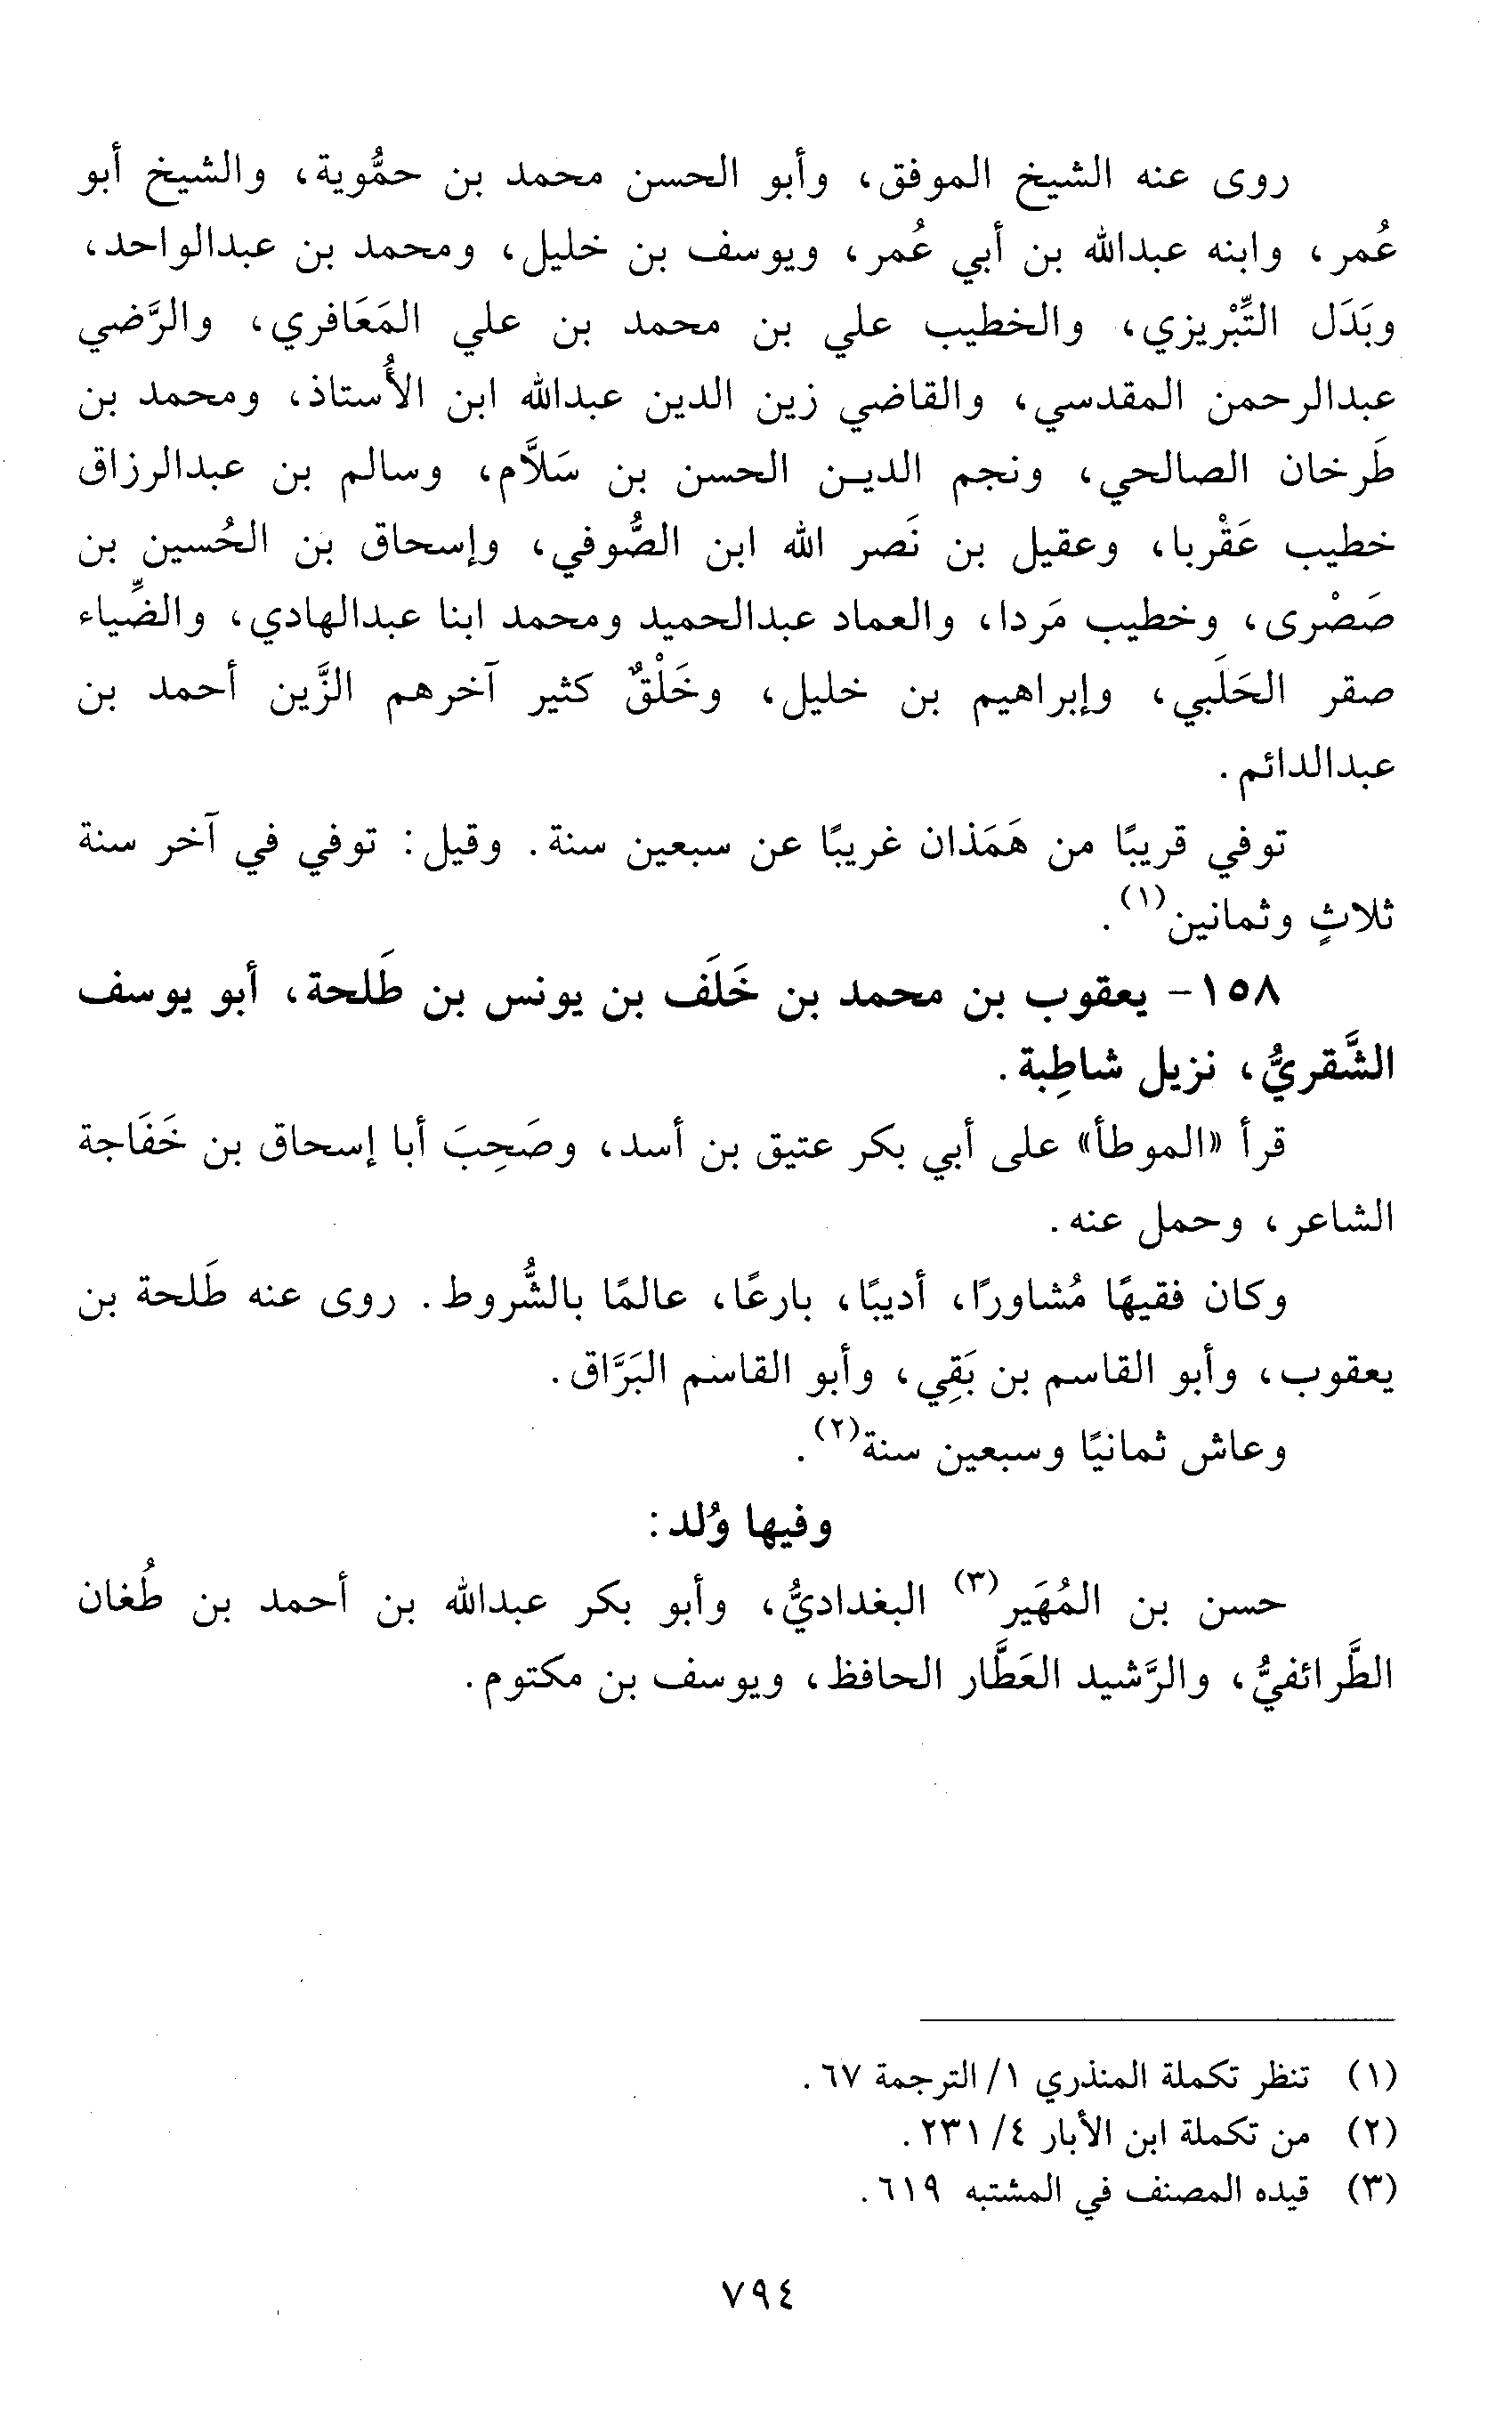 روى عنه الشيخ الموفق، وأبو الحسن محمد بن حمُّوية، والشيخ أبو
عُمر، وابنه عبدالله بن أبي عُمر، ويوسف بن خليل، ومحمد بن عبدالواحد،
وبَدَل التِّبْريزي، والخطيب علي بن محمد بن علي المَعَافري، والرَّضي
عبدالرحمن المقدسي، والقاضي زين الدين عبدالله ابن الأُستاذ، ومحمد بن
طَرخان الصالحي، ونجم الديـن الحسن بن سَلاَّم، وسالم بن عبدالرزاق
خطيب عَقْربا، وعقيل بن نَصر الله ابن الصُّوفي، وإسحاق بن الحُسين بن
صَصْرى، وخطيب مَردا، والعماد عبدالحميد ومحمد ابنا عبدالهادي، والضِّياء
صقر الحَلَبي، وإبراهيم بن خليل، وخَلْقٌ كثير آخرهم الزَّين أحمد بن
عبدالدائم.
توفي قريبًا من هَمَذان غريبًا عن سبعين سنة. وقيل: توفي في آخر سنة
ثلاثٍ وثمانين(١).
١٥٨- يعقوب بن محمد بن خَلَف بن يونس بن طَلحة، أبو يوسف
الشَّقريُّ، نزيل شاطِبة.
قرأ «الموطأ» على أبي بكر عتيق بن أسد، وصَحِبَ أبا إسحاق بن خَفَاجة
الشاعر، وحمل عنه.
وكان فقيهًا مُشاورًا، أديبًا، بارعًا، عالمًا بالشُّروط. روى عنه طَلحة بن
يعقوب، وأبو القاسم بن بَقِي، وأبو القاسم البَرَّاق.
وعاش ثمانيًا وسبعين سنة(٢).
وفيها وُلد:
حسن بن المُهَير(٣) البغداديُّ، وأبو بكر عبدالله بن أحمد بن طُغان
الطَّرائفيُّ، والرَّشيد العَطَّار الحافظ، ويوسف بن مكتوم.
(١) تنظر تكملة المنذري ١/ الترجمة ٦٧.
(٢) من تكملة ابن الأبار ٤/ ٢٣١.
(٣) قيده المصنف في المشتبه ٦١٩.
٧٩٤